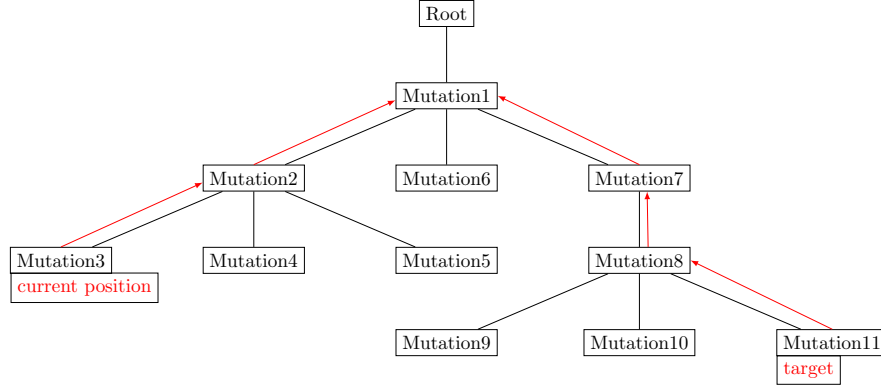 Root
Mutation1
Mutation2
Mutation6
Mutation7
Mutation3
Mutation4
Mutation5
Mutation8
current position
Mutation9
Mutation10
Mutation11
target